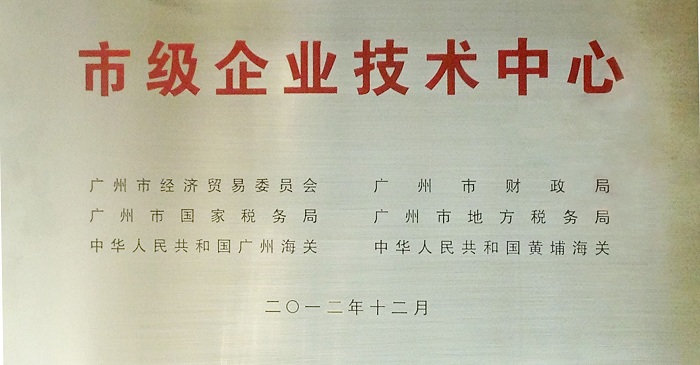 市级企业技术中心
广州市经济贸易委员会 广州市财政局
广州市国家税务局 广州市地方税务局
中华人民共和国广州海关 中华人民共和国黄埔海关
二〇一二年十二月